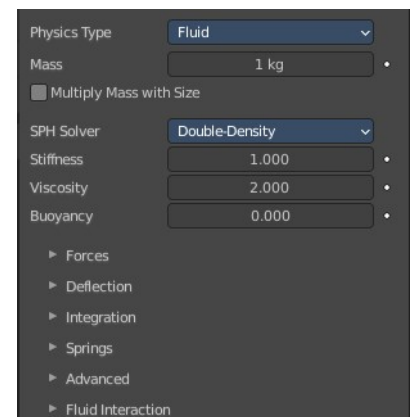 Physics Type Fluid
Mass 1 kg
Multiply Mass with Size
SPH Solver Double-Density
Stiffness 1.000
Viscosity 2.000
Buoyancy 0.000
Forces
Deflection
Integration
Springs
Advanced
Fluid Interaction